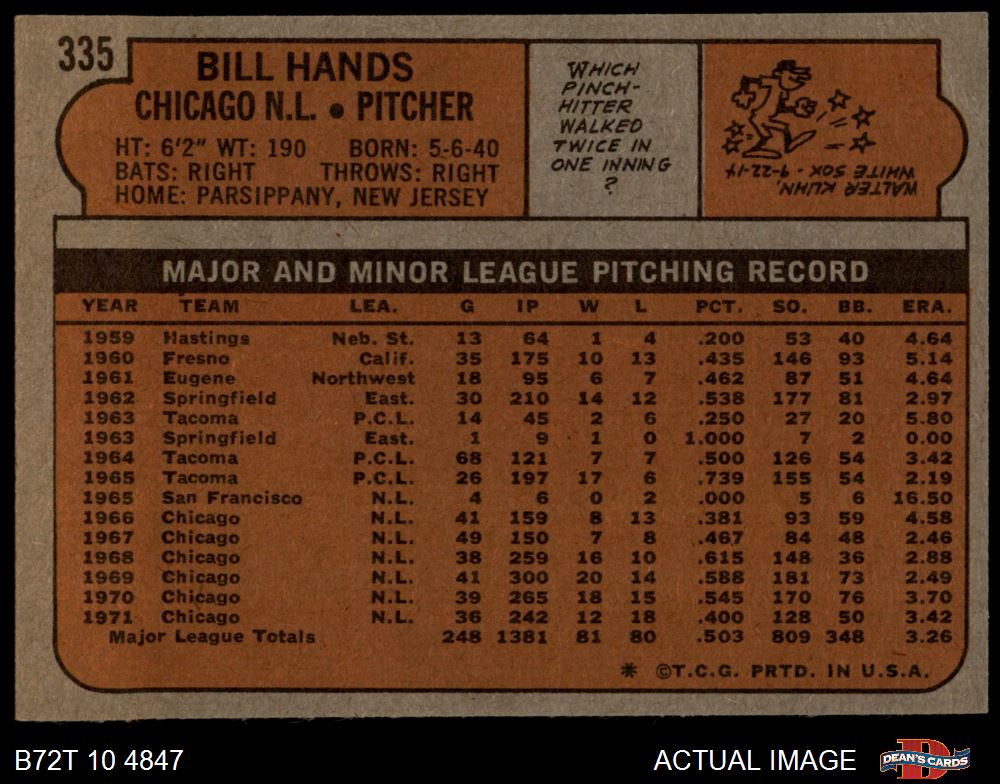 335
BILL HANDS
CHICAGO N.L. • PITCHER
HT: 6'2" WT: 190 BORN: 5-6-40
BATS: RIGHT THROWS: RIGHT
HOME: PARSIPPANY, NEW JERSEY
WHICH
PINCH-
HITTER
WALKED
TWICE IN
ONE INNING
?
WALTER KUHN,
WHITE SOX - 9-22-14
MAJOR AND MINOR LEAGUE PITCHING RECORD
YEAR TEAM LEA. G IP W L PCT. SO. BB. ERA.
1959 Hastings Neb. St. 13 64 1 4 .200 53 40 4.64
1960 Fresno Calif. 35 175 10 13 .435 146 93 5.14
1961 Eugene Northwest 18 95 6 7 .462 87 51 4.64
1962 Springfield East. 30 210 14 12 .538 177 81 2.97
1963 Tacoma P.C.L. 14 45 2 6 .250 27 20 5.80
1963 Springfield East. 1 9 1 0 1.000 7 2 0.00
1964 Tacoma P.C.L. 68 121 7 7 .500 126 54 3.42
1965 Tacoma P.C.L. 26 197 17 6 .739 155 54 2.19
1965 San Francisco N.L. 4 6 0 2 .000 5 6 16.50
1966 Chicago N.L. 41 159 8 13 .381 93 59 4.58
1967 Chicago N.L. 49 150 7 8 .467 84 48 2.46
1968 Chicago N.L. 38 259 16 10 .615 148 36 2.88
1969 Chicago N.L. 41 300 20 14 .588 181 73 2.49
1970 Chicago N.L. 39 265 18 15 .545 170 76 3.70
1971 Chicago N.L. 36 242 12 18 .400 128 50 3.42
Major League Totals 248 1381 81 80 .503 809 348 3.26
* ©T.C.G. PRTD. IN U.S.A.
B72T 10 4847 ACTUAL IMAGE
D
DEAN'S CARDS